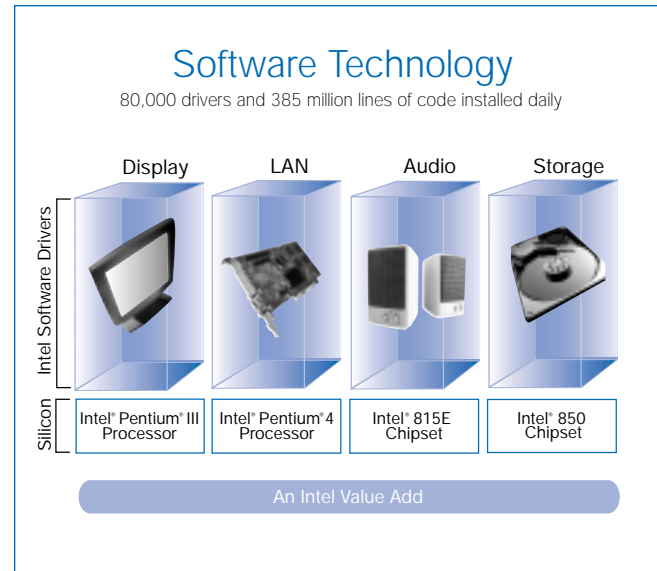 Software Technology
80,000 drivers and 385 million lines of code installed daily
Display
LAN
Audio
Storage
Intel Software Drivers
Silicon
Intel® Pentium® III
Processor
Intel® Pentium® 4
Processor
Intel® 815E
Chipset
Intel® 850
Chipset
An Intel Value Add